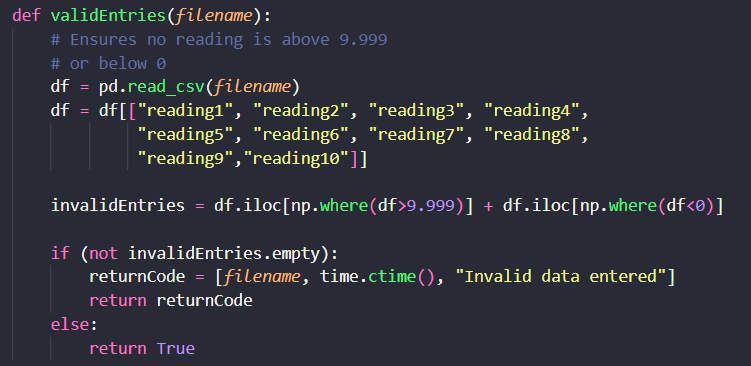 def validEntries(filename):
    # Ensures no reading is above 9.999
    # or below 0
    df = pd.read_csv(filename)
    df = df[["reading1", "reading2", "reading3", "reading4",
             "reading5", "reading6", "reading7", "reading8",
             "reading9","reading10"]]
    invalidEntries = df.iloc[np.where(df>9.999)] + df.iloc[np.where(df<0)]
    if (not invalidEntries.empty):
        returnCode = [filename, time.ctime(), "Invalid data entered"]
        return returnCode
    else:
        return True